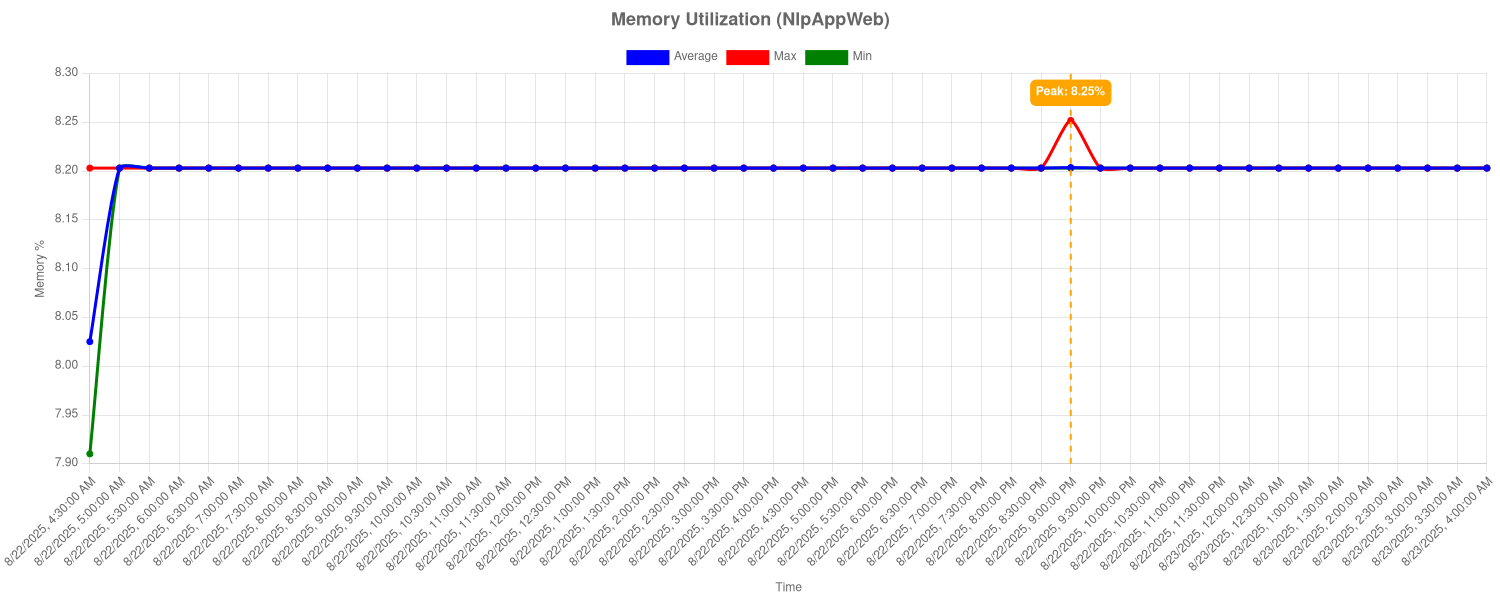 Memory Utilization (NlpAppWeb)
Average Max Min
Peak: 8.25%
8.30
8.25
8.20
8.15
8.10
8.05
8.00
7.95
7.90
Memory %
8/22/2025, 4:30:00 AM
8/22/2025, 5:00:00 AM
8/22/2025, 5:30:00 AM
8/22/2025, 6:00:00 AM
8/22/2025, 6:30:00 AM
8/22/2025, 7:00:00 AM
8/22/2025, 7:30:00 AM
8/22/2025, 8:00:00 AM
8/22/2025, 8:30:00 AM
8/22/2025, 9:00:00 AM
8/22/2025, 9:30:00 AM
8/22/2025, 10:00:00 AM
8/22/2025, 10:30:00 AM
8/22/2025, 11:00:00 AM
8/22/2025, 11:30:00 AM
8/22/2025, 12:00:00 PM
8/22/2025, 12:30:00 PM
8/22/2025, 1:00:00 PM
8/22/2025, 1:30:00 PM
8/22/2025, 2:00:00 PM
8/22/2025, 2:30:00 PM
8/22/2025, 3:00:00 PM
8/22/2025, 3:30:00 PM
8/22/2025, 4:00:00 PM
8/22/2025, 4:30:00 PM
8/22/2025, 5:00:00 PM
8/22/2025, 5:30:00 PM
8/22/2025, 6:00:00 PM
8/22/2025, 6:30:00 PM
8/22/2025, 7:00:00 PM
8/22/2025, 7:30:00 PM
8/22/2025, 8:00:00 PM
8/22/2025, 8:30:00 PM
8/22/2025, 9:00:00 PM
8/22/2025, 9:30:00 PM
8/22/2025, 10:00:00 PM
8/22/2025, 10:30:00 PM
8/22/2025, 11:00:00 PM
8/22/2025, 11:30:00 PM
8/23/2025, 12:00:00 AM
8/23/2025, 12:30:00 AM
8/23/2025, 1:00:00 AM
8/23/2025, 1:30:00 AM
8/23/2025, 2:00:00 AM
8/23/2025, 2:30:00 AM
8/23/2025, 3:00:00 AM
8/23/2025, 3:30:00 AM
8/23/2025, 4:00:00 AM
Time